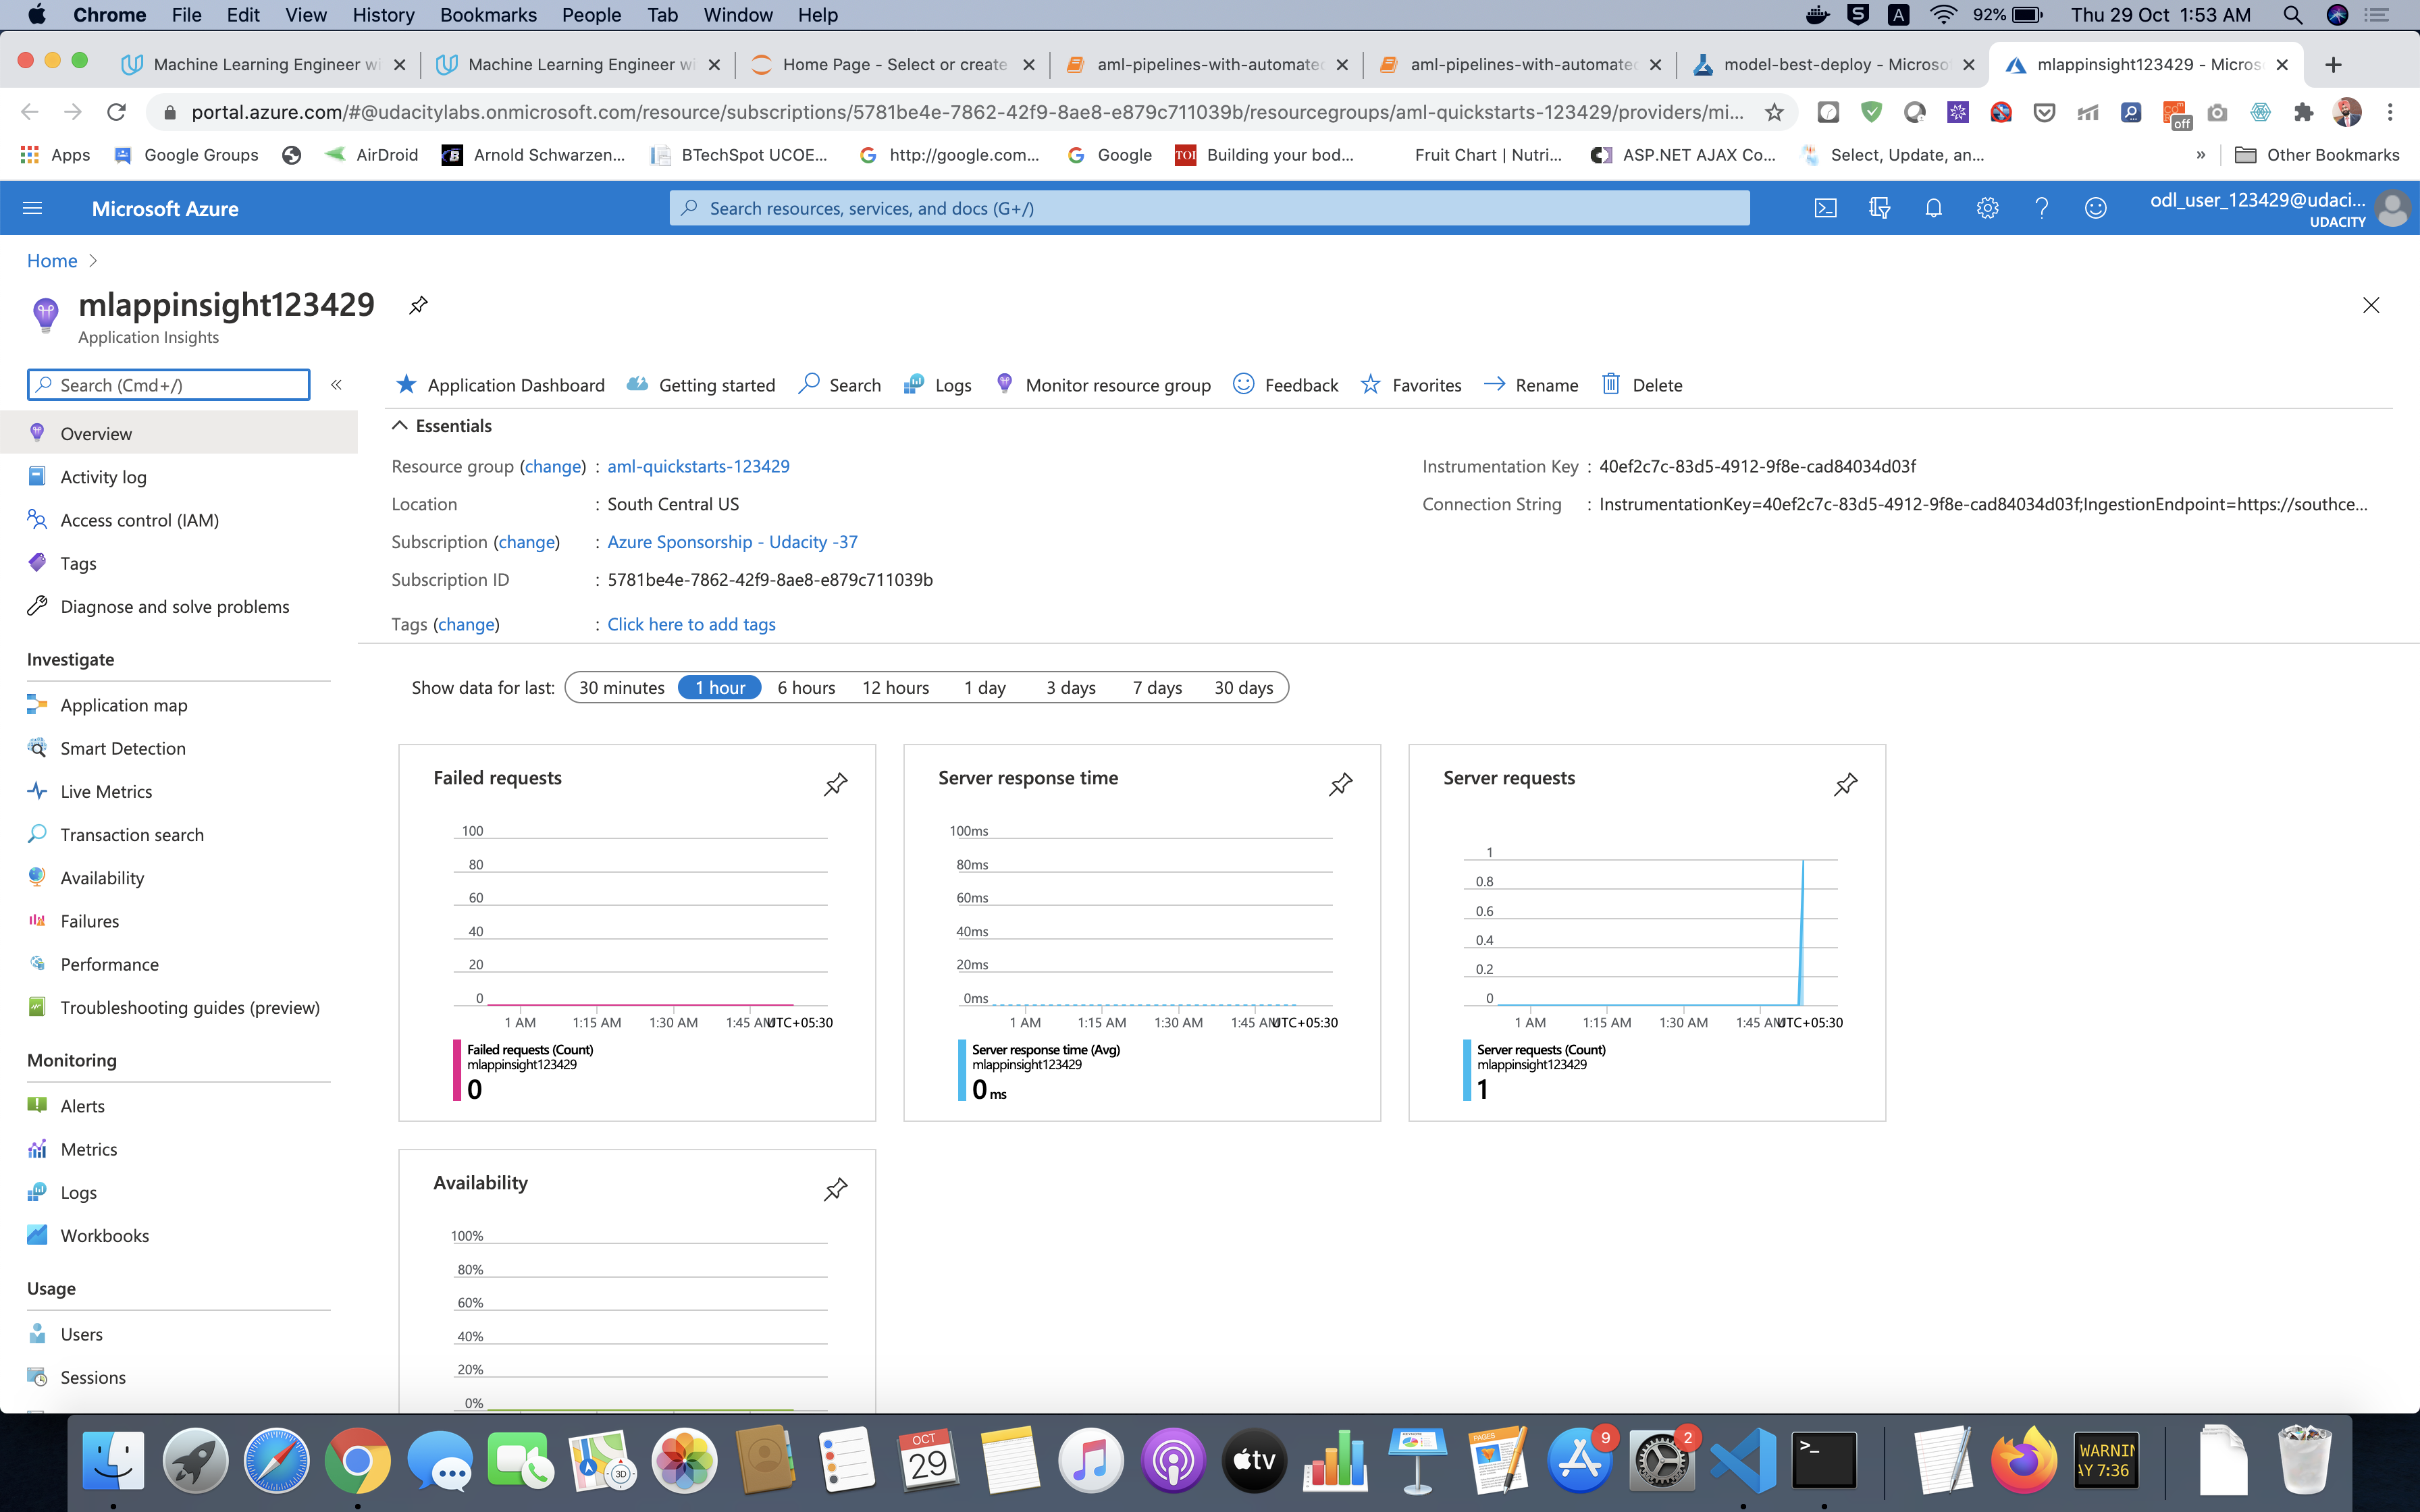 Chrome File Edit View History Bookmarks People Tab Window Help
S A 92% Thu 29 Oct 1:53 AM
Machine Learning Engineer wi
Machine Learning Engineer wi
Home Page - Select or create
aml-pipelines-with-automated
aml-pipelines-with-automated
model-best-deploy - Microso
mlappinsight123429 - Micros
portal.azure.com/#@udacitylabs.onmicrosoft.com/resource/subscriptions/5781be4e-7862-42f9-8ae8-e879c711039b/resourcegroups/aml-quickstarts-123429/providers/mi...
off
Apps Google Groups AirDroid Arnold Schwarzen... BTechSpot UCOE... http://google.com... Google TOI Building your bod... Fruit Chart | Nutri... ASP.NET AJAX Co... Select, Update, an... » Other Bookmarks
Microsoft Azure
Search resources, services, and docs (G+/)
odl_user_123429@udaci...
UDACITY
Home >
mlappinsight123429
Application Insights
Search (Cmd+/)
«
Application Dashboard Getting started Search Logs Monitor resource group Feedback Favorites Rename Delete
Overview
Activity log
Access control (IAM)
Tags
Diagnose and solve problems
Investigate
Application map
Smart Detection
Live Metrics
Transaction search
Availability
Failures
Performance
Troubleshooting guides (preview)
Monitoring
Alerts
Metrics
Logs
Workbooks
Usage
Users
Sessions
Essentials
Resource group (change) : aml-quickstarts-123429
Location : South Central US
Subscription (change) : Azure Sponsorship - Udacity -37
Subscription ID : 5781be4e-7862-42f9-8ae8-e879c711039b
Tags (change) : Click here to add tags
Instrumentation Key : 40ef2c7c-83d5-4912-9f8e-cad84034d03f
Connection String : InstrumentationKey=40ef2c7c-83d5-4912-9f8e-cad84034d03f;IngestionEndpoint=https://southce...
Show data for last: 30 minutes 1 hour 6 hours 12 hours 1 day 3 days 7 days 30 days
Failed requests
100
80
60
40
20
0
1 AM 1:15 AM 1:30 AM 1:45 AM UTC+05:30
Failed requests (Count)
mlappinsight123429
0
Server response time
100ms
80ms
60ms
40ms
20ms
0ms
1 AM 1:15 AM 1:30 AM 1:45 AM UTC+05:30
Server response time (Avg)
mlappinsight123429
0 ms
Server requests
1
0.8
0.6
0.4
0.2
0
1 AM 1:15 AM 1:30 AM 1:45 AM UTC+05:30
Server requests (Count)
mlappinsight123429
1
Availability
100%
80%
60%
40%
20%
0%
3D
OCT
29
tv
PAGES
9
2
>_
WARNIN
AY 7:36